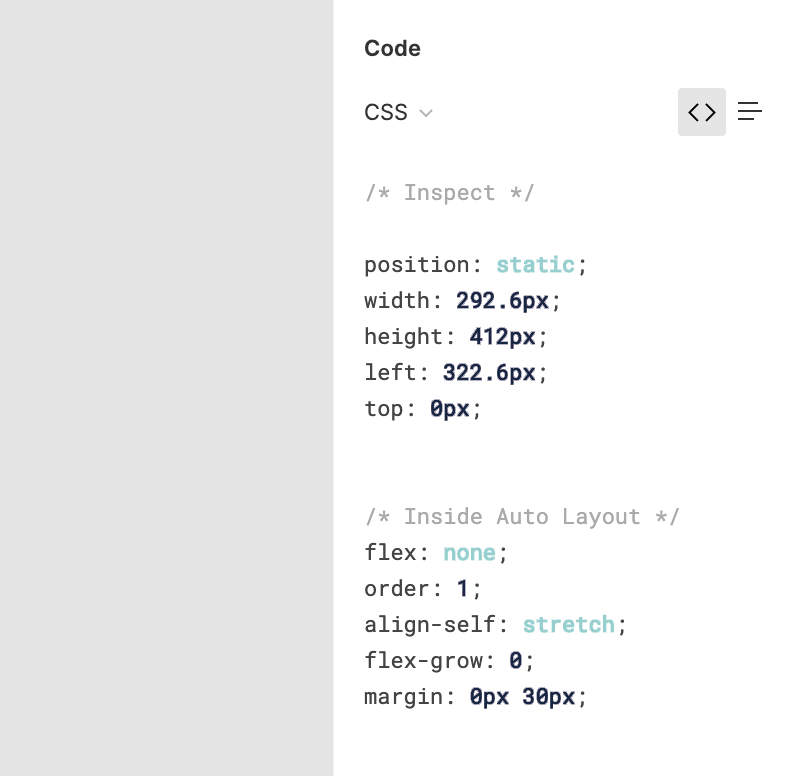 Code
CSS
/* Inspect */
position: static;
width: 292.6px;
height: 412px;
left: 322.6px;
top: 0px;
/* Inside Auto Layout */
flex: none;
order: 1;
align-self: stretch;
flex-grow: 0;
margin: 0px 30px;